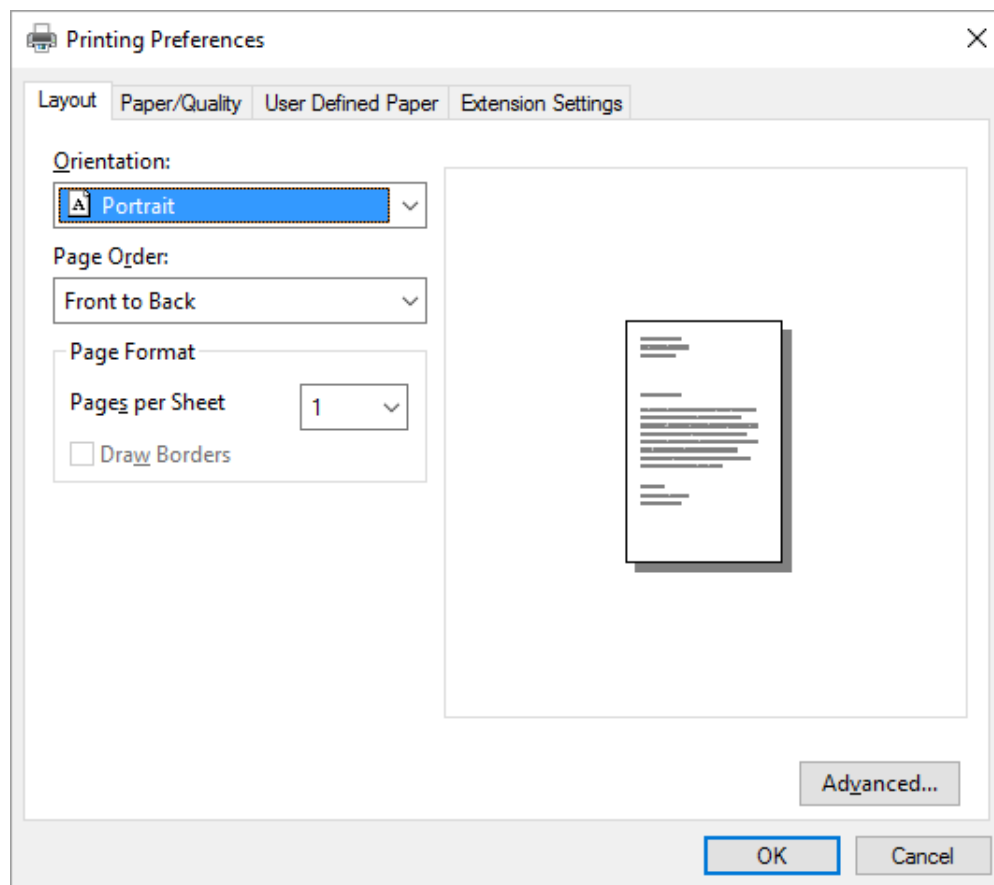 Printing Preferences
Layout Paper/Quality User Defined Paper Extension Settings
Orientation:
A Portrait
Page Order:
Front to Back
Page Format
Pages per Sheet 1
Draw Borders
Advanced...
OK Cancel